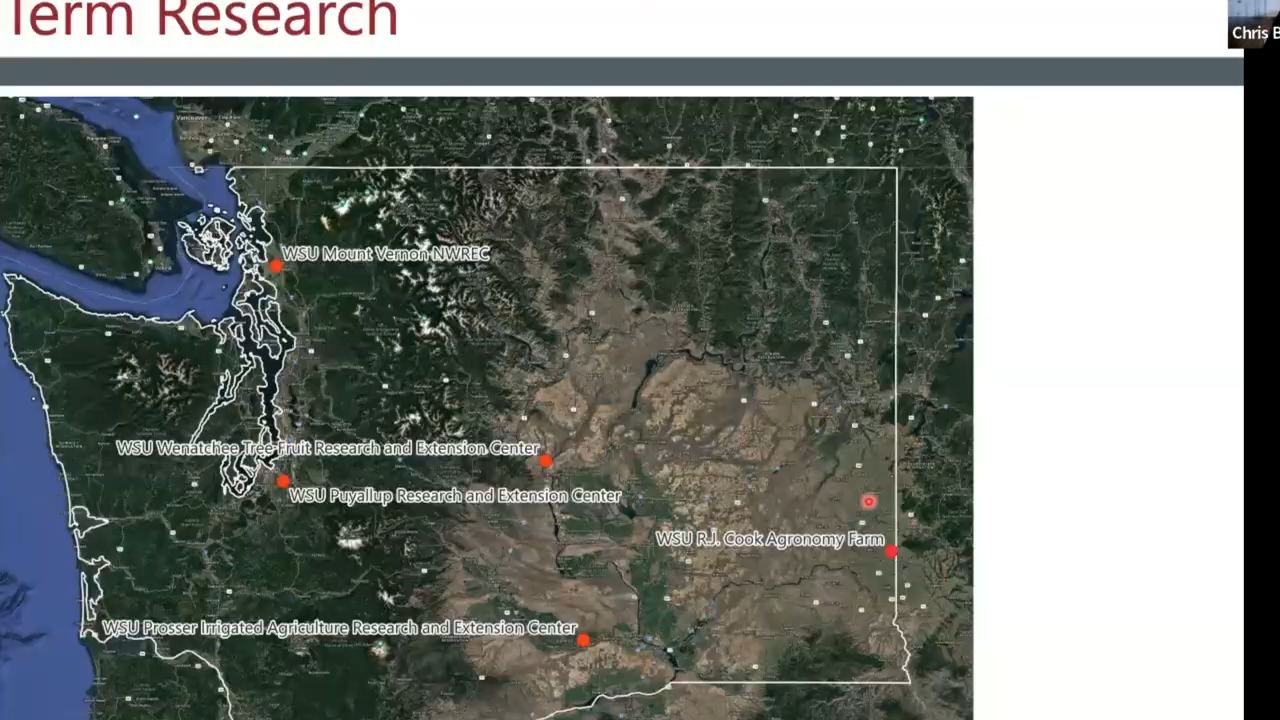 Term Research
Chris B
Vancouver
WSU Mount Vernon NWREC
WSU Wenatchee Tree Fruit Research and Extension Center
WSU Puyallup Research and Extension Center
WSU R.J. Cook Agronomy Farm
WSU Prosser Irrigated Agriculture Research and Extension Center